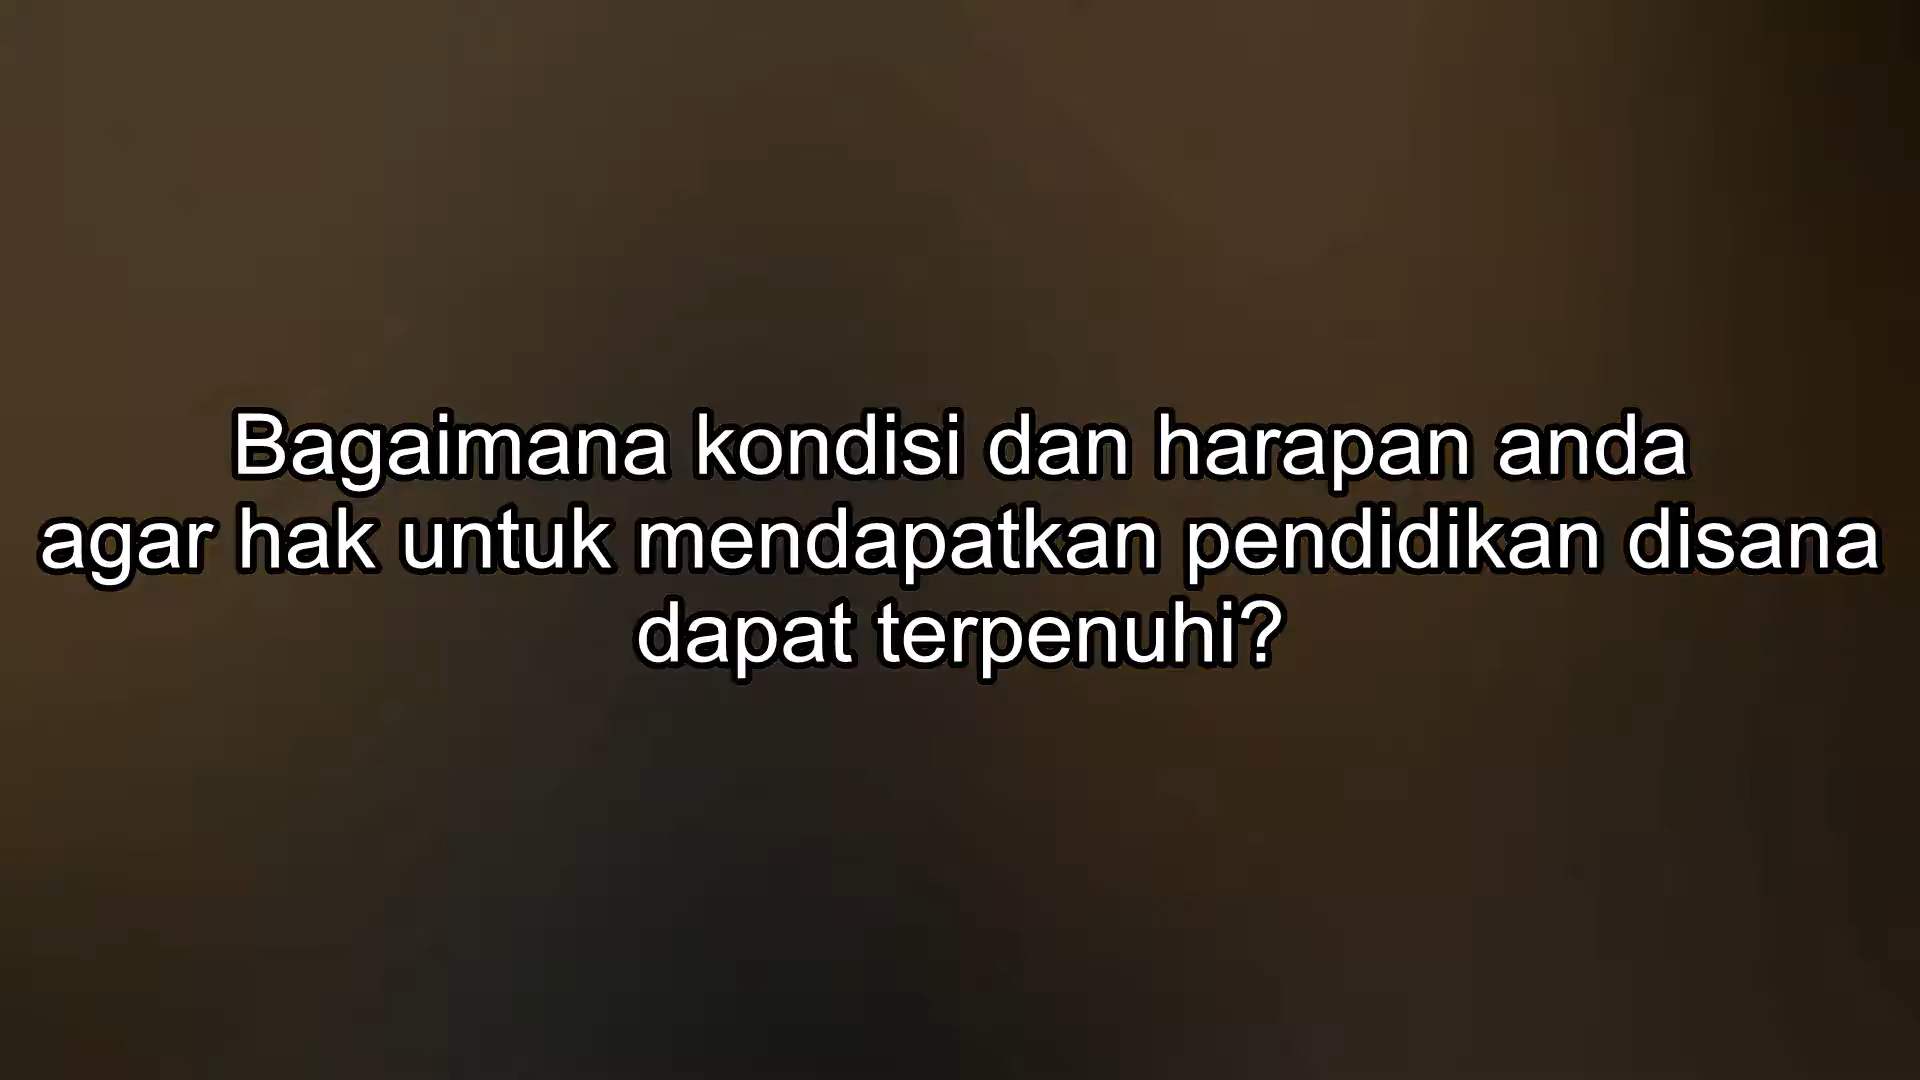 Bagaimana kondisi dan harapan anda
agar hak untuk mendapatkan pendidikan disana
dapat terpenuhi?